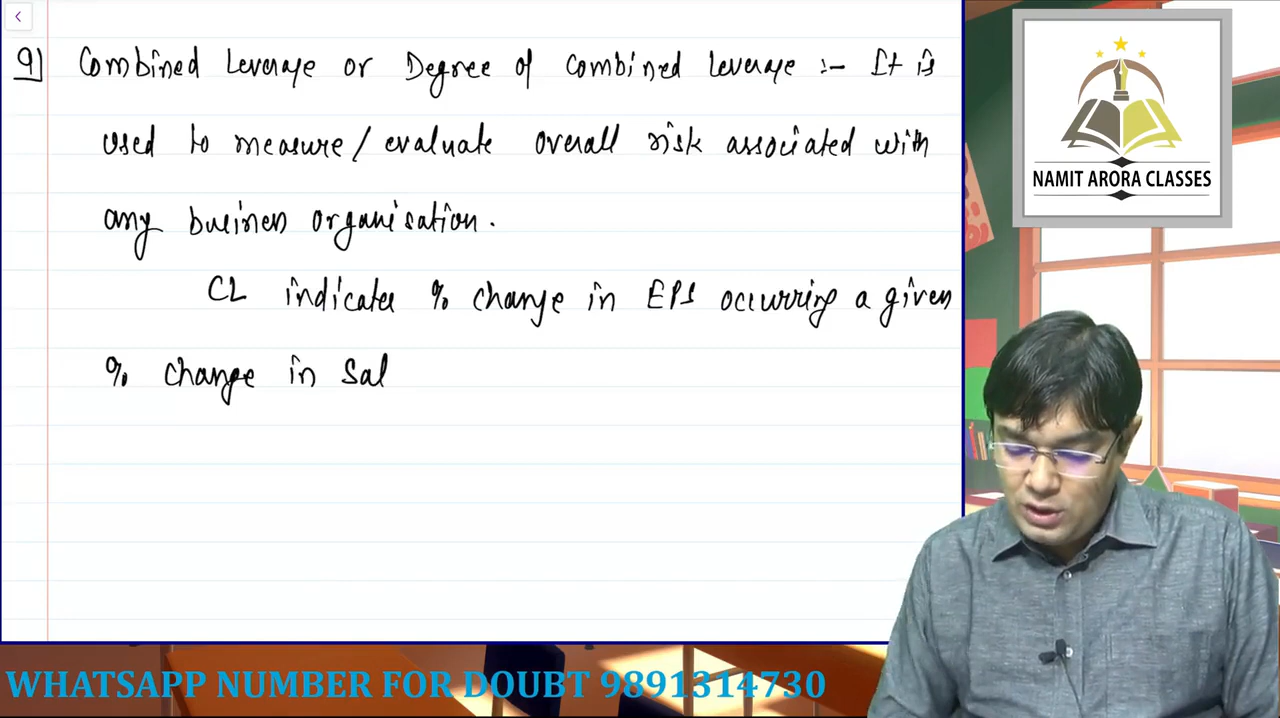 9] Combined Leverage or Degree of combined leverage :- It is
used to measure/evaluate overall risk associated with
any business organisation.
CL indicates % change in EPS occurring a given
% change in Sal
NAMIT ARORA CLASSES
WHATSAPP NUMBER FOR DOUBT 9891314730